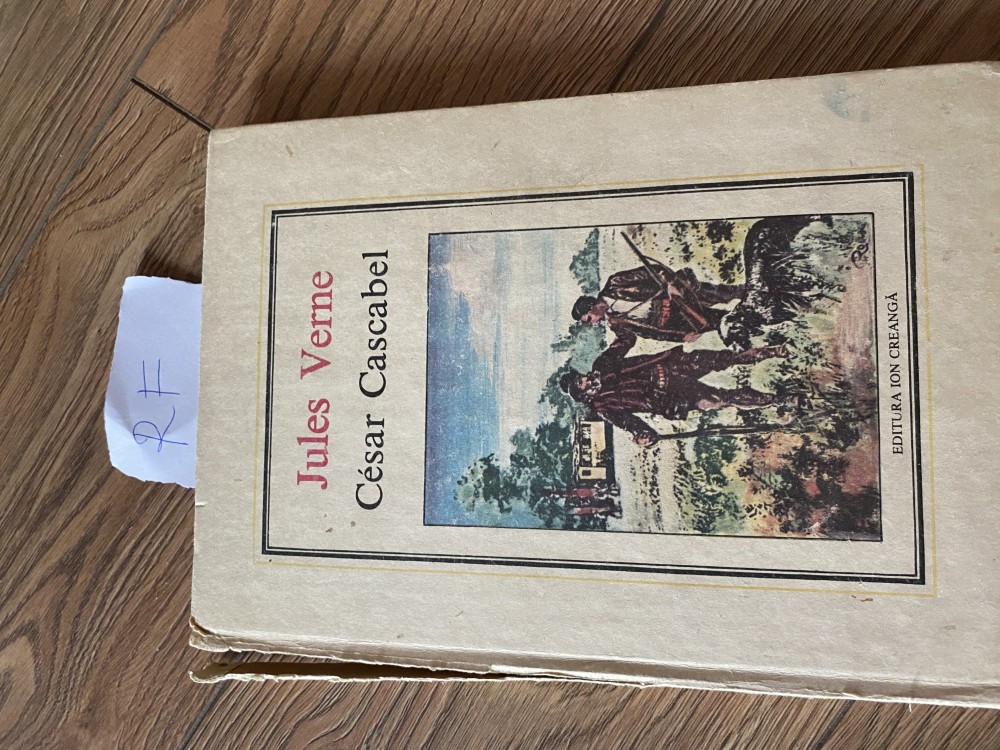 RF
Jules Verne
César Cascabel
EDITURA ION CREANGĂ